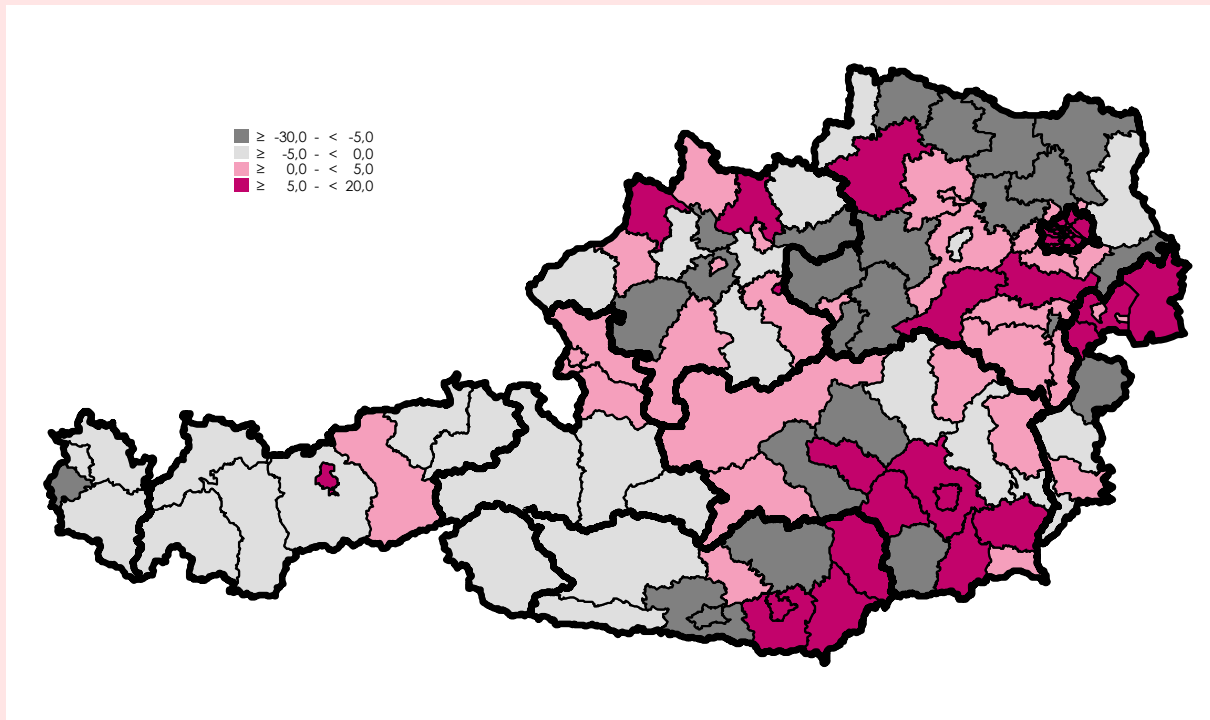 ≥ -30,0 - < -5,0
≥ -5,0 - < 0,0
≥ 0,0 - < 5,0
≥ 5,0 - < 20,0